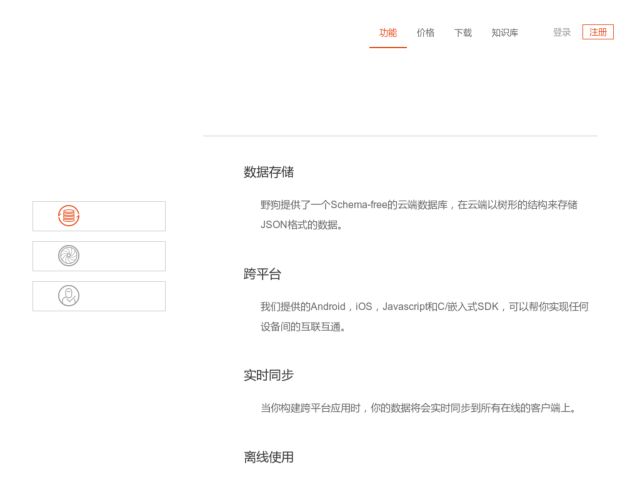 功能 价格 下载 知识库 登录 注册
数据存储
野狗提供了一个Schema-free的云端数据库，在云端以树形的结构来存储
JSON格式的数据。
跨平台
我们提供的Android，iOS，Javascript和C/嵌入式SDK，可以帮你实现任何
设备间的互联互通。
实时同步
当你构建跨平台应用时，你的数据将会实时同步到所有在线的客户端上。
离线使用